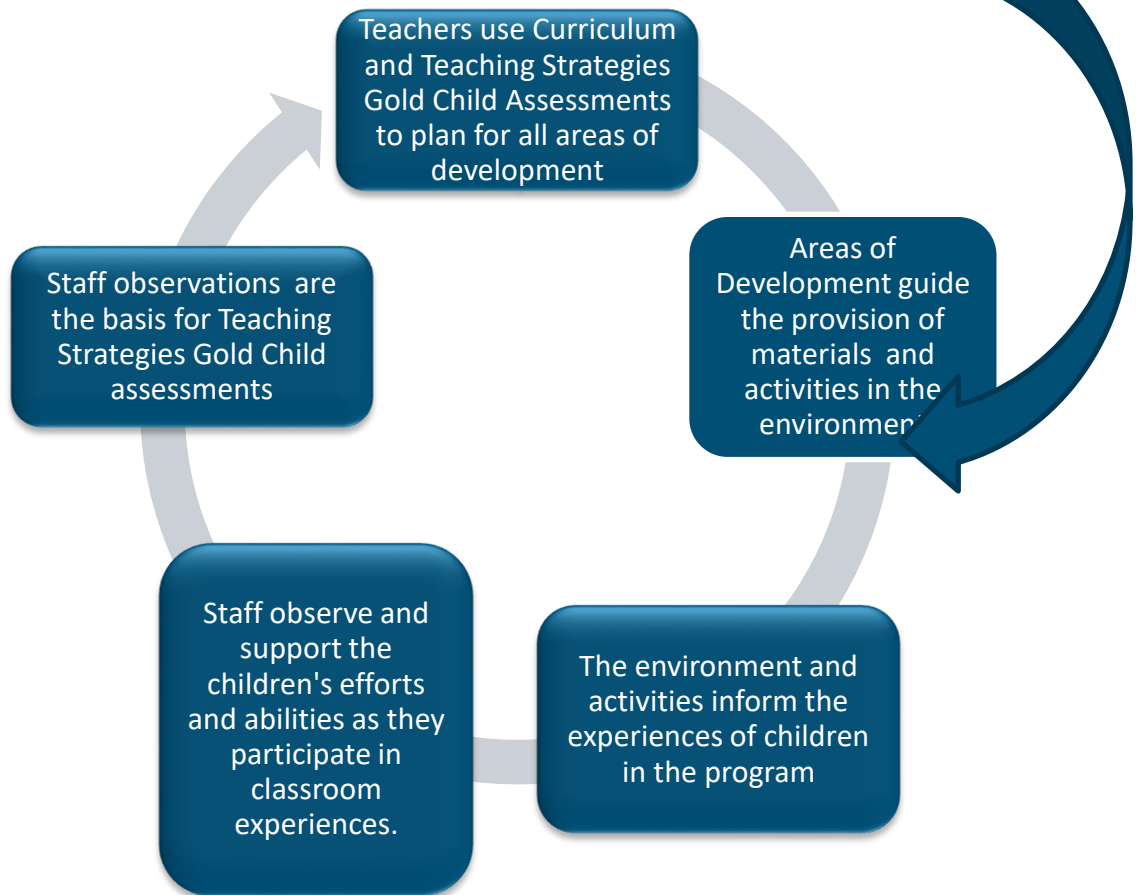 Teachers use Curriculum
and Teaching Strategies
Gold Child Assessments
to plan for all areas of
development
Areas of
Development guide
the provision of
materials and
activities in the
environment
The environment and
activities inform the
experiences of children
in the program
Staff observe and
support the
children's efforts
and abilities as they
participate in
classroom
experiences.
Staff observations are
the basis for Teaching
Strategies Gold Child
assessments